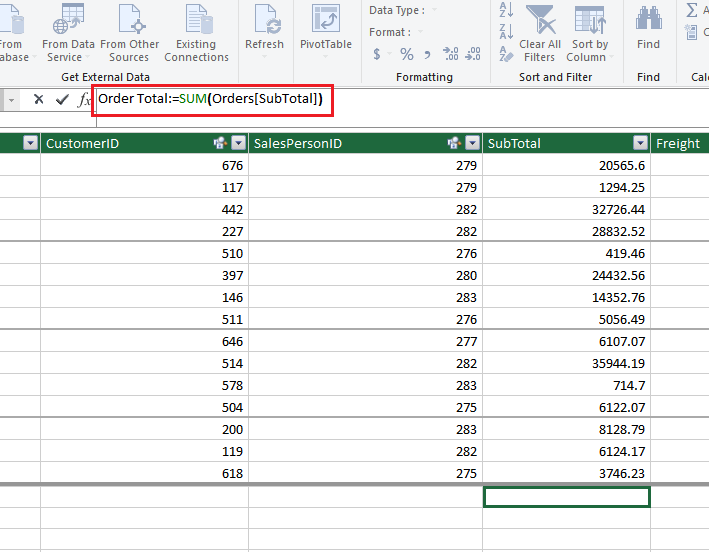 Data Type :
Format :
$ % , .00 .00
From Database
From Data Service
From Other Sources
Existing Connections
Refresh
PivotTable
Clear All Filters
Sort by Column
Find
Get External Data
Formatting
Sort and Filter
Find
fx Order Total:=SUM(Orders[SubTotal])
CustomerID SalesPersonID SubTotal Freight
676 279 20565.6
117 279 1294.25
442 282 32726.44
227 282 28832.52
510 276 419.46
397 280 24432.56
146 283 14352.76
511 276 5056.49
646 277 6107.07
514 282 35944.19
578 283 714.7
504 275 6122.07
200 283 8128.79
119 282 6124.17
618 275 3746.23